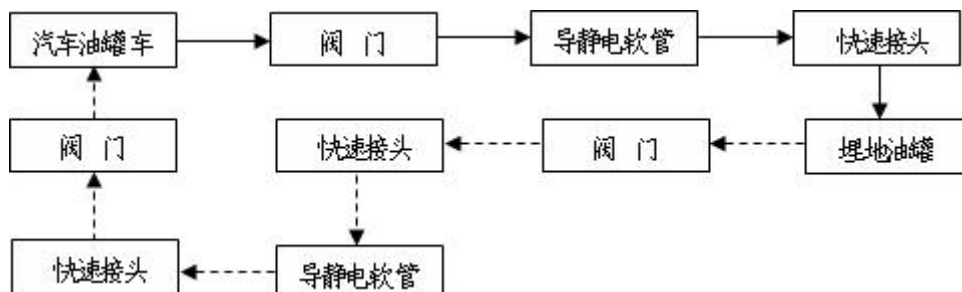 汽车油罐车
阀 门
导静电软管
快速接头
阀 门
快速接头
阀 门
埋地油罐
快速接头
导静电软管